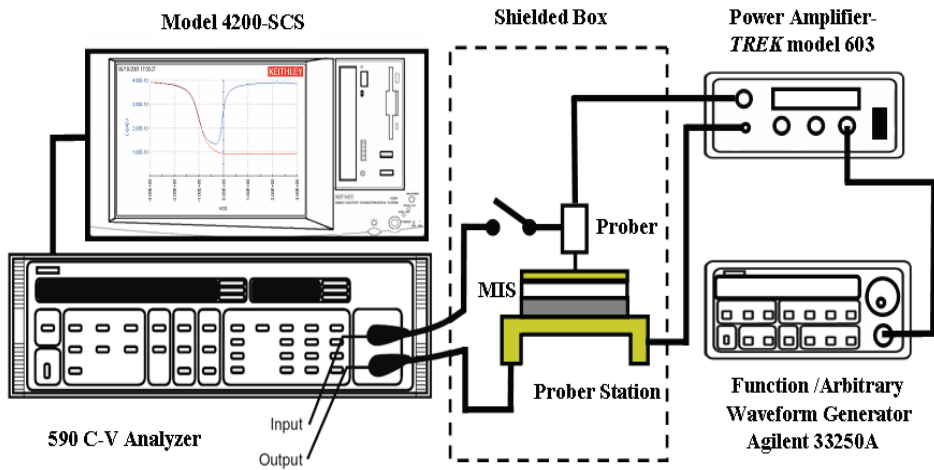 Model 4200-SCS
Shielded Box
Power Amplifier-
TREK model 603
KEITHLEY
VGS
Prober
MIS
Prober Station
Function /Arbitrary
Waveform Generator
Agilent 33250A
590 C-V Analyzer
Input
Output